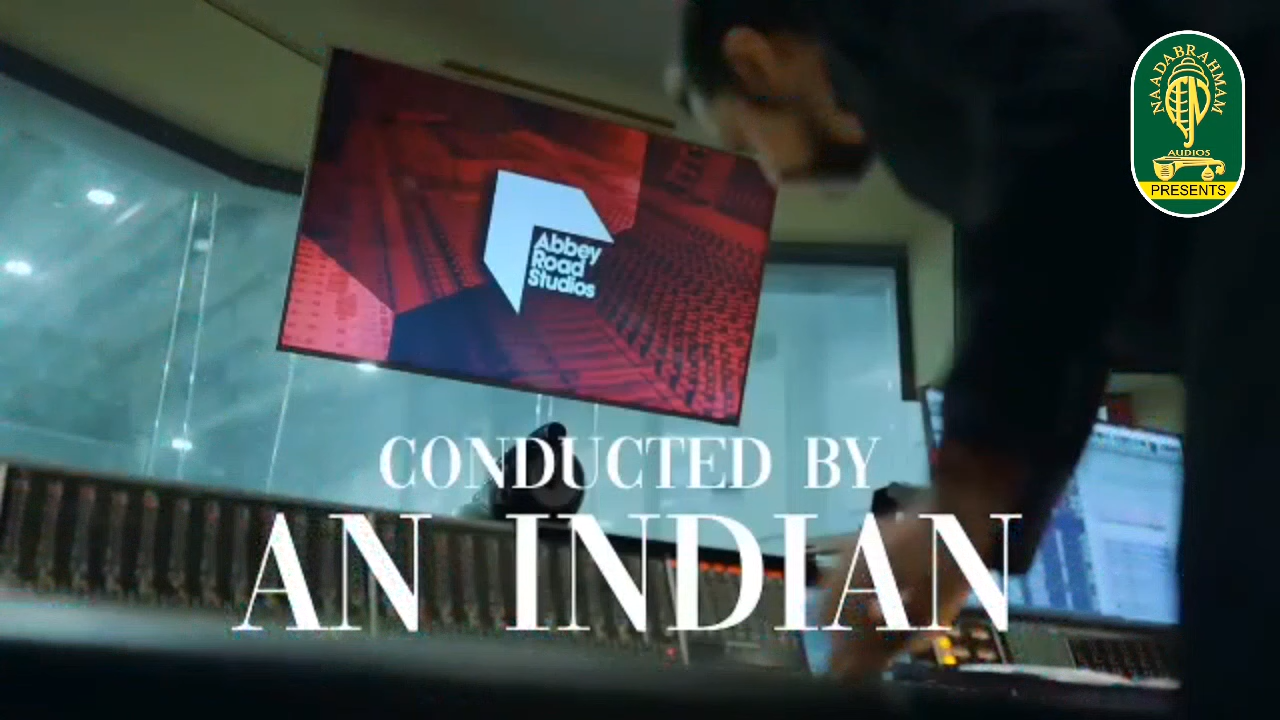 NAADABRAHMAM
AUDIOS
PRESENTS
Abbey
Road
Studios
CONDUCTED BY
AN INDIAN